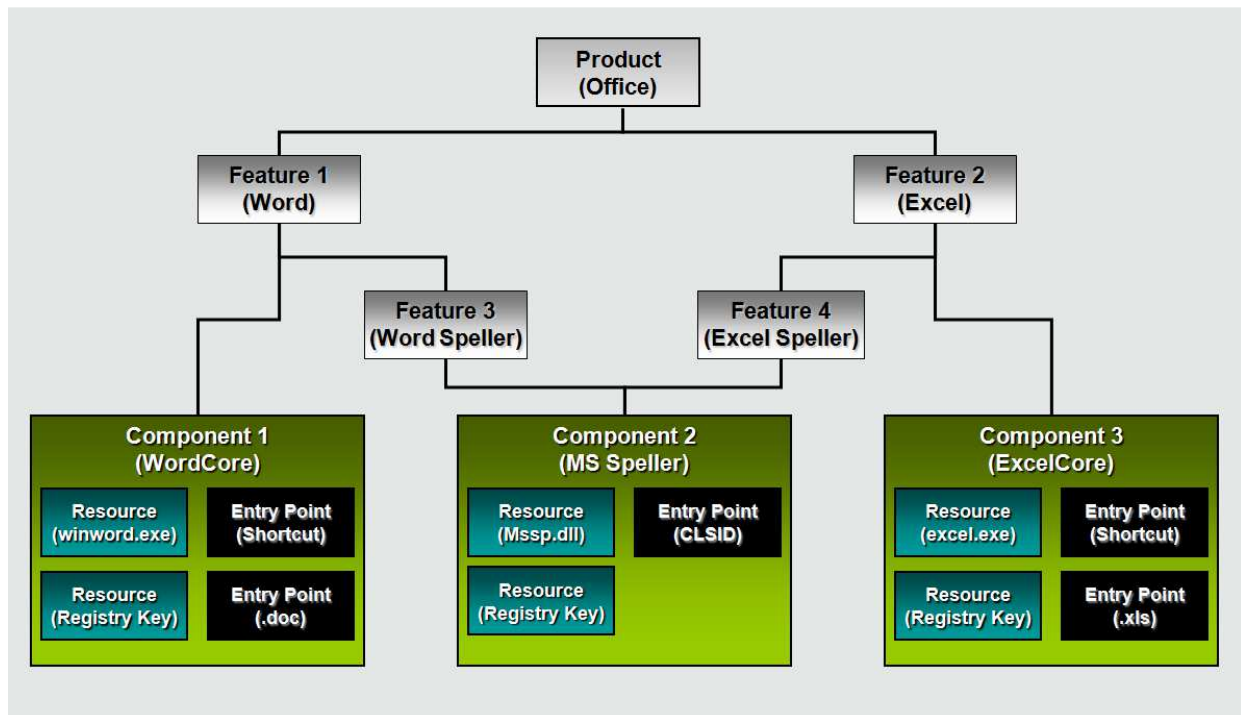 Product
(Office)
Feature 1
(Word)
Feature 2
(Excel)
Feature 3
(Word Speller)
Feature 4
(Excel Speller)
Component 1
(WordCore)
Resource
(winword.exe)
Entry Point
(Shortcut)
Resource
(Registry Key)
Entry Point
(.doc)
Component 2
(MS Speller)
Resource
(Mssp.dll)
Entry Point
(CLSID)
Resource
(Registry Key)
Component 3
(ExcelCore)
Resource
(excel.exe)
Entry Point
(Shortcut)
Resource
(Registry Key)
Entry Point
(.xls)